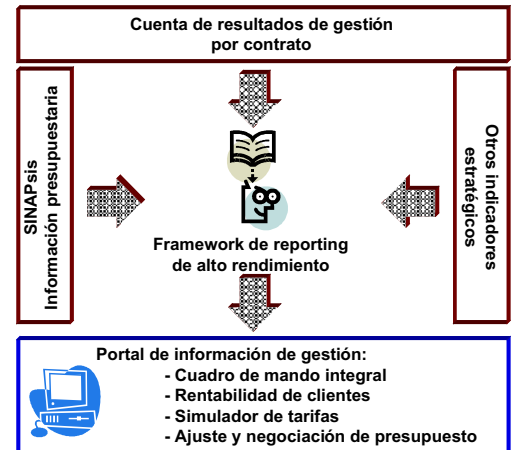 Cuenta de resultados de gestión
por contrato
SINAPsis
Información presupuestaria
Otros indicadores
estratégicos
Framework de reporting
de alto rendimiento
Portal de información de gestión:
- Cuadro de mando integral
- Rentabilidad de clientes
- Simulador de tarifas
- Ajuste y negociación de presupuesto